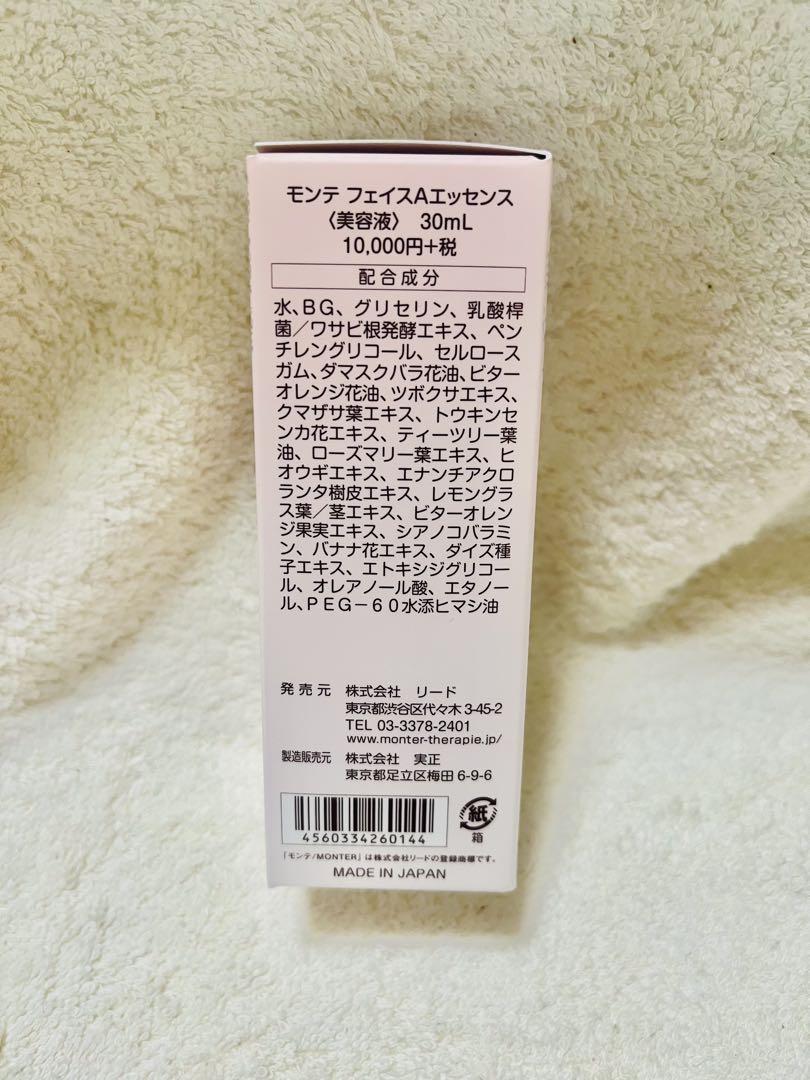 モンテ フェイスAエッセンス
〈美容液〉 30mL
10,000円+税
配合成分
水、BG、グリセリン、乳酸桿
菌/ワサビ根発酵エキス、ペン
チレングリコール、セルロース
ガム、ダマスクバラ花油、ビター
オレンジ花油、ツボクサエキス、
クマザサ葉エキス、トウキンセ
ンカ花エキス、ティーツリー葉
油、ローズマリー葉エキス、ヒ
オウギエキス、エナンチアクロ
ランタ樹皮エキス、レモングラ
ス葉/茎エキス、ビターオレン
ジ果実エキス、シアノコバラミ
ン、バナナ花エキス、ダイズ種
子エキス、エトキシジグリコー
ル、オレアノール酸、エタノー
ル、PEG-60水添ヒマシ油
発売元 株式会社 リード
東京都渋谷区代々木 3-45-2
TEL 03-3378-2401
www.monter-therapie.jp/
製造販売元 株式会社 実正
東京都足立区梅田 6-9-6
4560334260144
紙
箱
「モンテ/MONTER」は株式会社リードの登録商標です。
MADE IN JAPAN